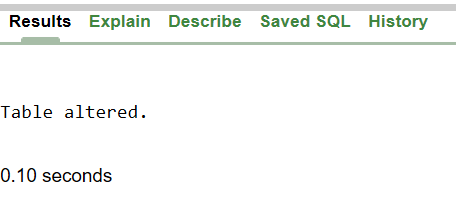 Results Explain Describe Saved SQL History
Table altered.
0.10 seconds